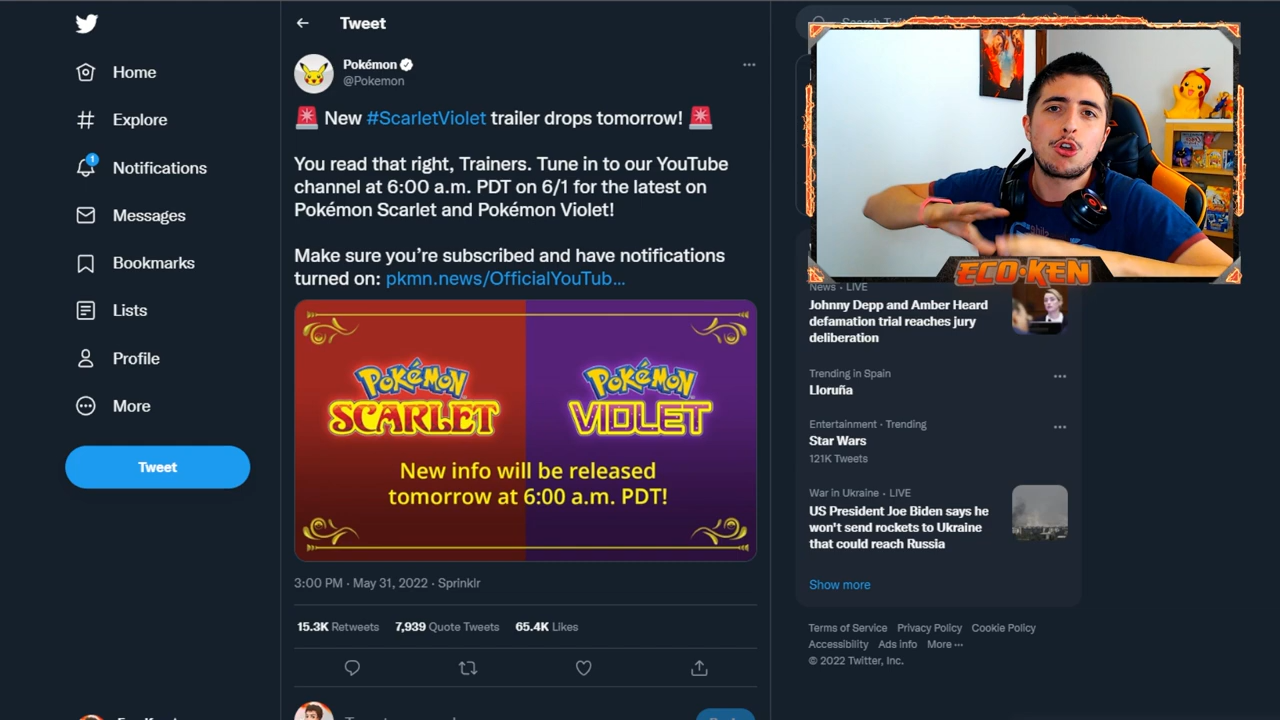 Home
Explore
1
Notifications
Messages
Bookmarks
Lists
Profile
More
Tweet
Tweet
Pokémon
@Pokemon
🚨 New #ScarletViolet trailer drops tomorrow! 🚨
You read that right, Trainers. Tune in to our YouTube
channel at 6:00 a.m. PDT on 6/1 for the latest on
Pokémon Scarlet and Pokémon Violet!
Make sure you’re subscribed and have notifications
turned on: pkmn.news/OfficialYouTub…
POKéMON
SCARLET
POKéMON
VIOLET
New info will be released
tomorrow at 6:00 a.m. PDT!
3:00 PM · May 31, 2022 · Sprinklr
15.3K Retweets 7,939 Quote Tweets 65.4K Likes
ECO-KEN
News · LIVE
Johnny Depp and Amber Heard
defamation trial reaches jury
deliberation
Trending in Spain
Lloruña
Entertainment · Trending
Star Wars
121K Tweets
War in Ukraine · LIVE
US President Joe Biden says he
won't send rockets to Ukraine
that could reach Russia
Show more
Terms of Service Privacy Policy Cookie Policy
Accessibility Ads info More ···
© 2022 Twitter, Inc.